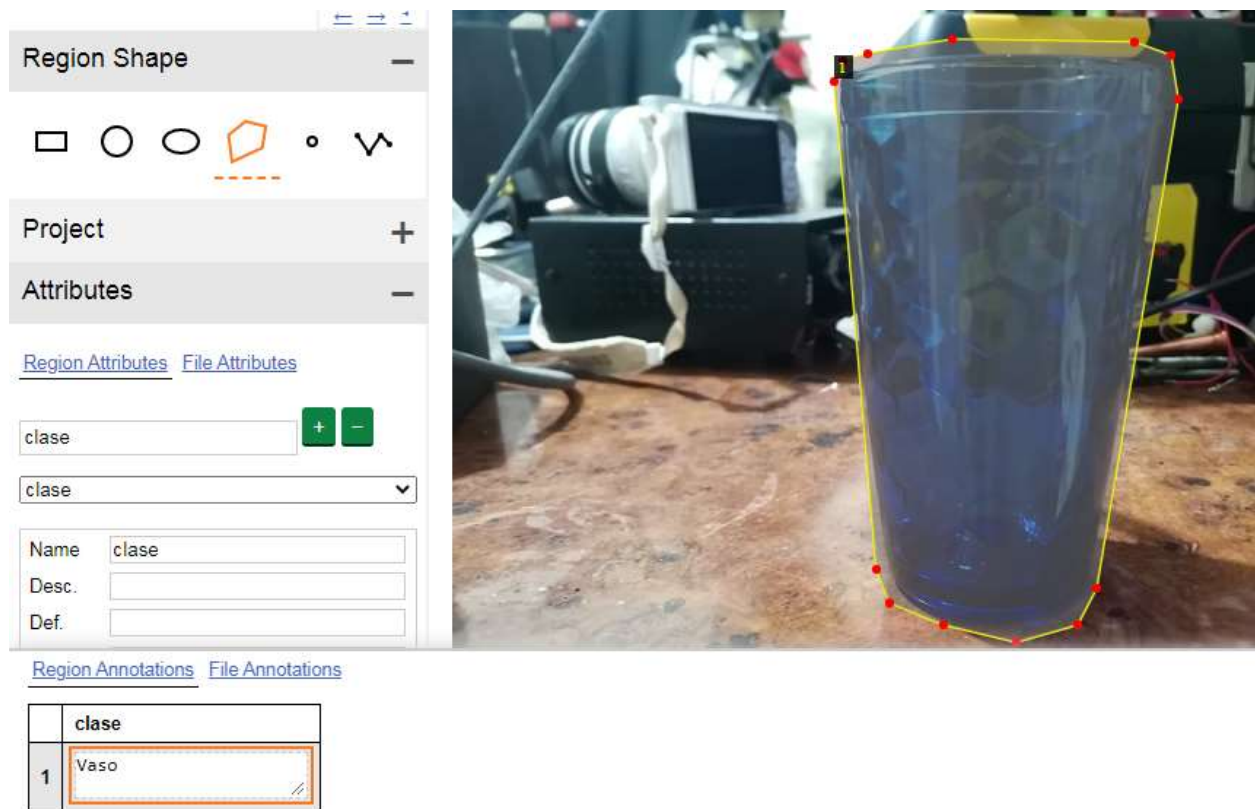 Region Shape −
Project +
Attributes −
Region Attributes File Attributes
clase + −
clase
Name clase
Desc.
Def.
1
Region Annotations File Annotations
clase
1 Vaso